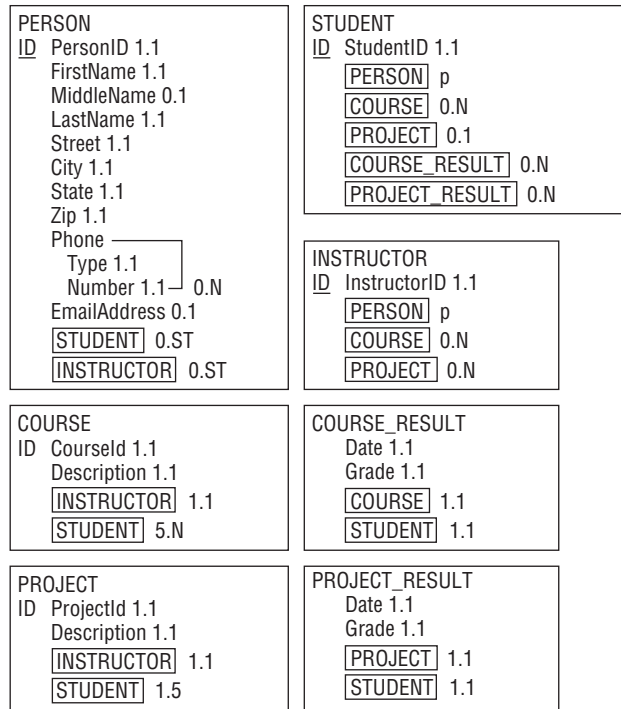 PERSON
ID PersonID 1.1
FirstName 1.1
MiddleName 0.1
LastName 1.1
Street 1.1
City 1.1
State 1.1
Zip 1.1
Phone
Type 1.1
Number 1.1 0.N
EmailAddress 0.1
STUDENT 0.ST
INSTRUCTOR 0.ST
STUDENT
ID StudentID 1.1
PERSON p
COURSE 0.N
PROJECT 0.1
COURSE_RESULT 0.N
PROJECT_RESULT 0.N
INSTRUCTOR
ID InstructorID 1.1
PERSON p
COURSE 0.N
PROJECT 0.N
COURSE
ID CourseId 1.1
Description 1.1
INSTRUCTOR 1.1
STUDENT 5.N
COURSE_RESULT
Date 1.1
Grade 1.1
COURSE 1.1
STUDENT 1.1
PROJECT
ID ProjectId 1.1
Description 1.1
INSTRUCTOR 1.1
STUDENT 1.5
PROJECT_RESULT
Date 1.1
Grade 1.1
PROJECT 1.1
STUDENT 1.1